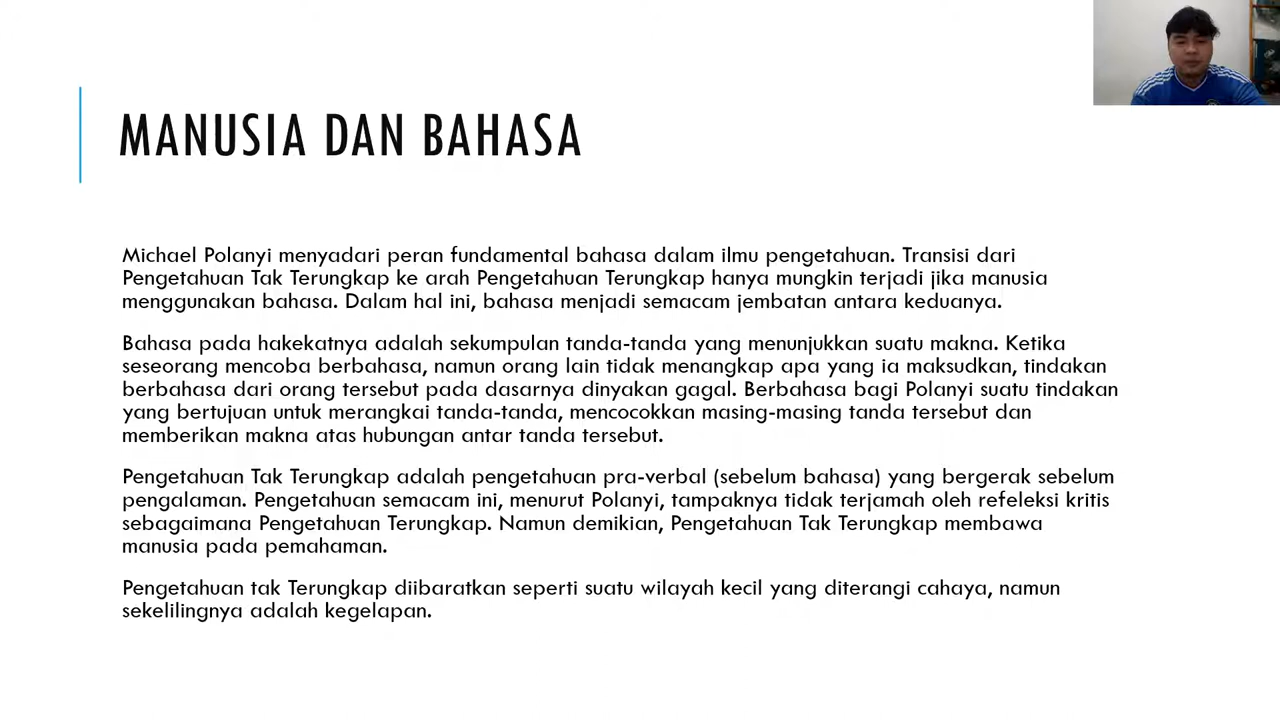 MANUSIA DAN BAHASA
Michael Polanyi menyadari peran fundamental bahasa dalam ilmu pengetahuan. Transisi dari
Pengetahuan Tak Terungkap ke arah Pengetahuan Terungkap hanya mungkin terjadi jika manusia
menggunakan bahasa. Dalam hal ini, bahasa menjadi semacam jembatan antara keduanya.
Bahasa pada hakekatnya adalah sekumpulan tanda-tanda yang menunjukkan suatu makna. Ketika
seseorang mencoba berbahasa, namun orang lain tidak menangkap apa yang ia maksudkan, tindakan
berbahasa dari orang tersebut pada dasarnya dinyakan gagal. Berbahasa bagi Polanyi suatu tindakan
yang bertujuan untuk merangkai tanda-tanda, mencocokkan masing-masing tanda tersebut dan
memberikan makna atas hubungan antar tanda tersebut.
Pengetahuan Tak Terungkap adalah pengetahuan pra-verbal (sebelum bahasa) yang bergerak sebelum
pengalaman. Pengetahuan semacam ini, menurut Polanyi, tampaknya tidak terjamah oleh refeleksi kritis
sebagaimana Pengetahuan Terungkap. Namun demikian, Pengetahuan Tak Terungkap membawa
manusia pada pemahaman.
Pengetahuan tak Terungkap diibaratkan seperti suatu wilayah kecil yang diterangi cahaya, namun
sekelilingnya adalah kegelapan.